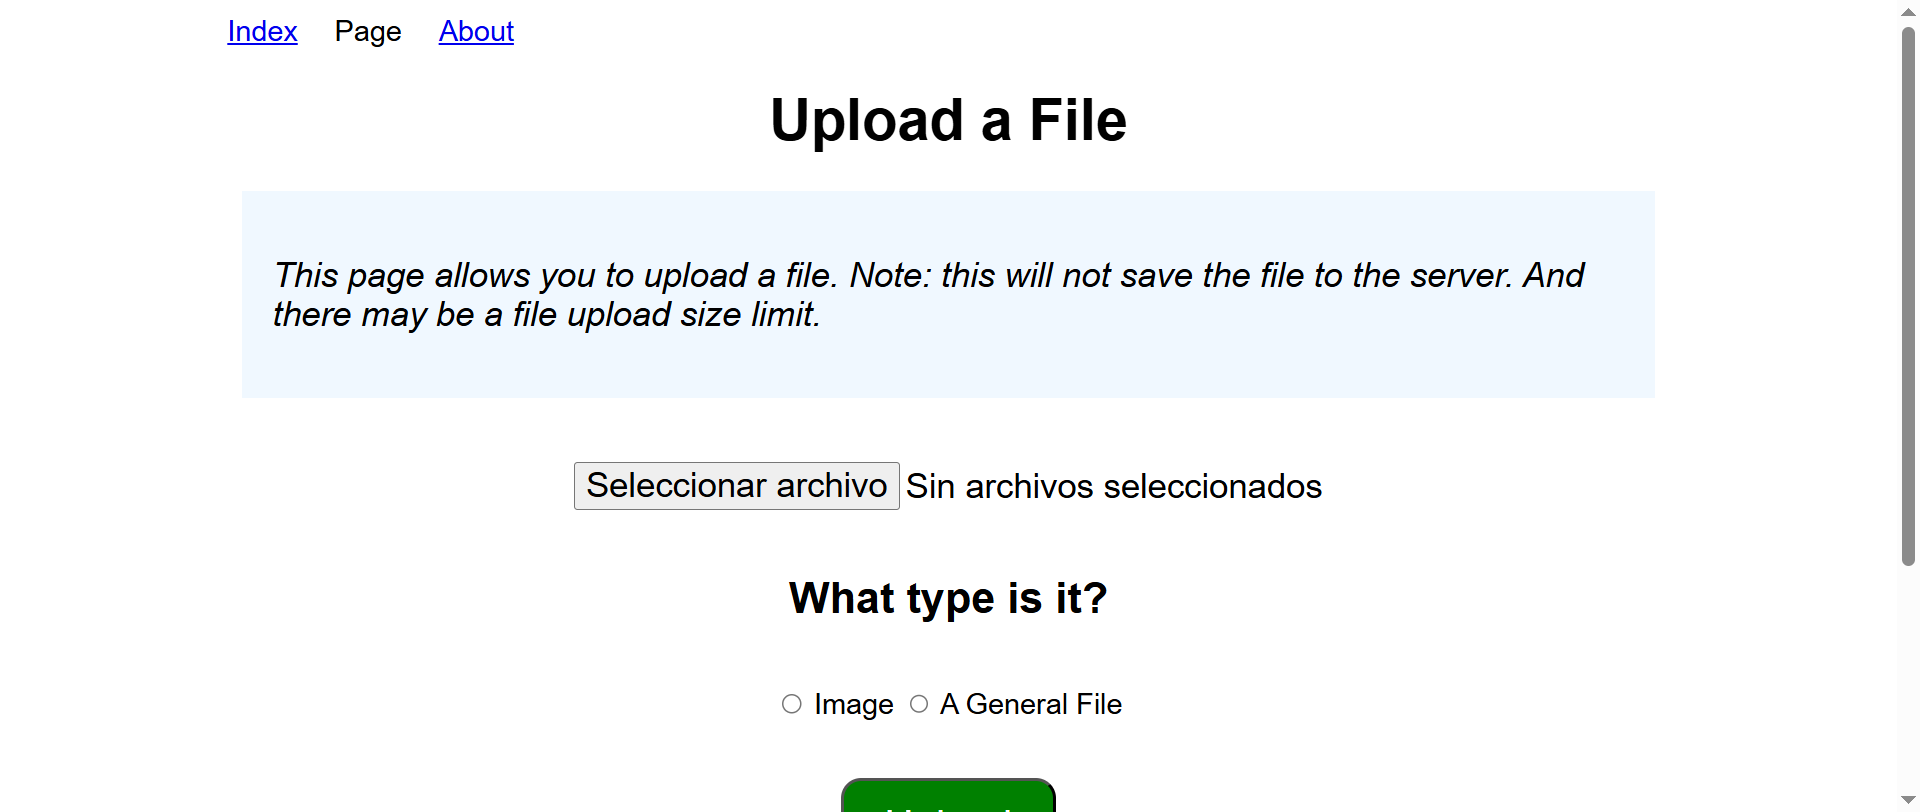 Index Page About
Upload a File
This page allows you to upload a file. Note: this will not save the file to the server. And
there may be a file upload size limit.
Seleccionar archivo Sin archivos seleccionados
What type is it?
Image A General File